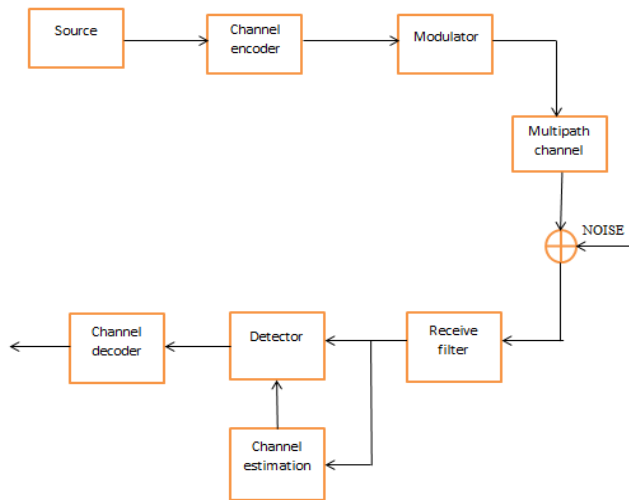 Source
Channel
encoder
Modulator
Multipath
channel
NOISE
Channel
decoder
Detector
Receive
filter
Channel
estimation